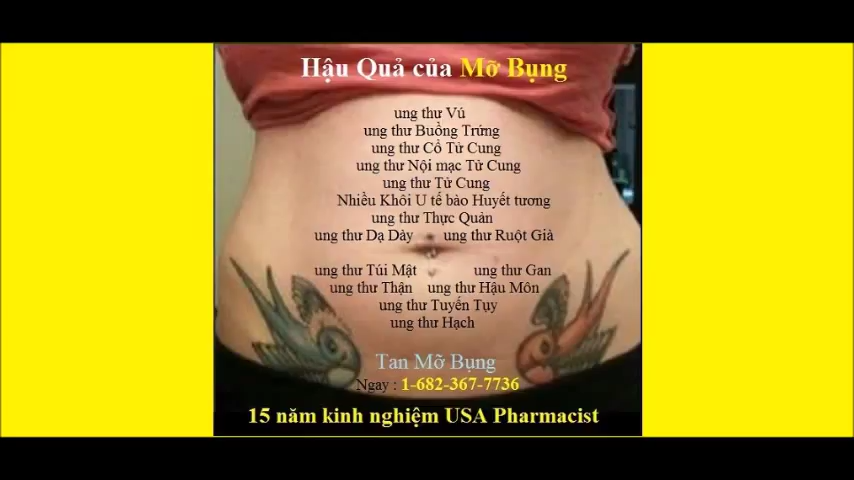 Hậu Quả của Mỡ Bụng
ung thư Vú
ung thư Buồng Trứng
ung thư Cổ Tử Cung
ung thư Nội mạc Tử Cung
ung thư Tử Cung
Nhiều Khôi U tế bào Huyết tương
ung thư Thực Quản
ung thư Dạ Dày ung thư Ruột Già
ung thư Túi Mật ung thư Gan
ung thư Thận ung thư Hậu Môn
ung thư Tuyến Tụy
ung thư Hạch
Tan Mỡ Bụng
Ngay : 1-682-367-7736
15 năm kinh nghiệm USA Pharmacist